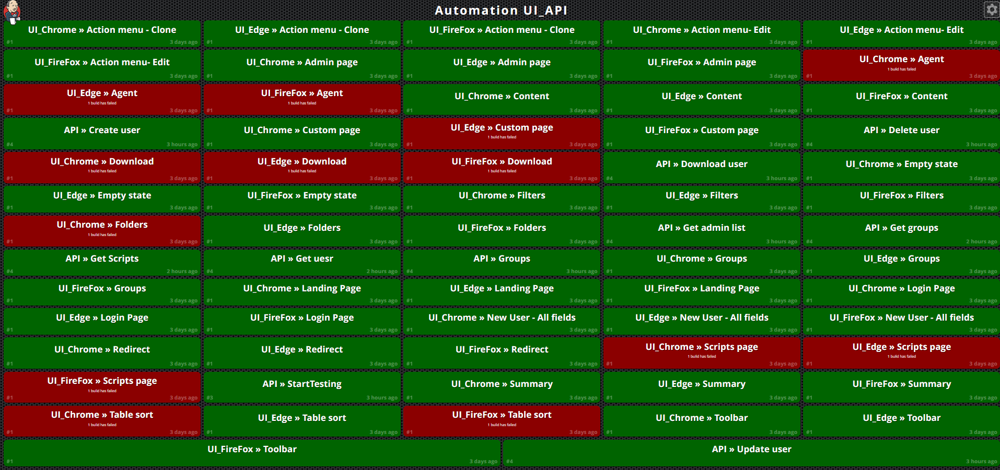 Automation UI_API
UI_Chrome » Action menu - Clone
#1 3 days ago
UI_Edge » Action menu - Clone
#1 3 days ago
UI_FireFox » Action menu - Clone
#1 3 days ago
UI_Chrome » Action menu- Edit
#1 3 days ago
UI_Edge » Action menu- Edit
#1 3 days ago
UI_FireFox » Action menu- Edit
#1 3 days ago
UI_Chrome » Admin page
#1 3 days ago
UI_Edge » Admin page
#1 3 days ago
UI_FireFox » Admin page
#1 3 days ago
UI_Chrome » Agent
1 build has failed
#1 3 days ago
UI_Edge » Agent
1 build has failed
#1 3 days ago
UI_FireFox » Agent
1 build has failed
#1 3 days ago
UI_Chrome » Content
#1 3 days ago
UI_Edge » Content
#1 3 days ago
UI_FireFox » Content
#1 3 days ago
API » Create user
#4 3 hours ago
UI_Chrome » Custom page
#1 3 days ago
UI_Edge » Custom page
1 build has failed
#1 3 days ago
UI_FireFox » Custom page
#1 3 days ago
API » Delete user
#4 3 hours ago
UI_Chrome » Download
1 build has failed
#1 3 days ago
UI_Edge » Download
1 build has failed
#1 3 days ago
UI_FireFox » Download
1 build has failed
#1 3 days ago
API » Download user
#4 3 hours ago
UI_Chrome » Empty state
#1 3 days ago
UI_Edge » Empty state
#1 3 days ago
UI_FireFox » Empty state
#1 3 days ago
UI_Chrome » Filters
#1 3 days ago
UI_Edge » Filters
#1 3 days ago
UI_FireFox » Filters
#1 3 days ago
UI_Chrome » Folders
1 build has failed
#1 3 days ago
UI_Edge » Folders
#1 3 days ago
UI_FireFox » Folders
#1 3 days ago
API » Get admin list
#4 3 hours ago
API » Get groups
#4 2 hours ago
API » Get Scripts
#4 2 hours ago
API » Get uesr
#4 2 hours ago
API » Groups
#4 3 hours ago
UI_Chrome » Groups
#1 3 days ago
UI_Edge » Groups
#1 3 days ago
UI_FireFox » Groups
#1 3 days ago
UI_Chrome » Landing Page
#1 3 days ago
UI_Edge » Landing Page
#1 3 days ago
UI_FireFox » Landing Page
#1 3 days ago
UI_Chrome » Login Page
#1 3 days ago
UI_Edge » Login Page
#1 3 days ago
UI_FireFox » Login Page
#1 3 days ago
UI_Chrome » New User - All fields
#1 3 days ago
UI_Edge » New User - All fields
#1 3 days ago
UI_FireFox » New User - All fields
#1 3 days ago
UI_Chrome » Redirect
#1 3 days ago
UI_Edge » Redirect
#1 3 days ago
UI_FireFox » Redirect
#1 3 days ago
UI_Chrome » Scripts page
1 build has failed
#1 3 days ago
UI_Edge » Scripts page
1 build has failed
#1 3 days ago
UI_FireFox » Scripts page
1 build has failed
#1 3 days ago
API » StartTesting
#3 3 hours ago
UI_Chrome » Summary
#1 3 days ago
UI_Edge » Summary
#1 3 days ago
UI_FireFox » Summary
#1 3 days ago
UI_Chrome » Table sort
1 build has failed
#1 3 days ago
UI_Edge » Table sort
#1 3 days ago
UI_FireFox » Table sort
1 build has failed
#1 3 days ago
UI_Chrome » Toolbar
#1 3 days ago
UI_Edge » Toolbar
#1 3 days ago
UI_FireFox » Toolbar
#1 3 days ago
API » Update user
#4 3 hours ago